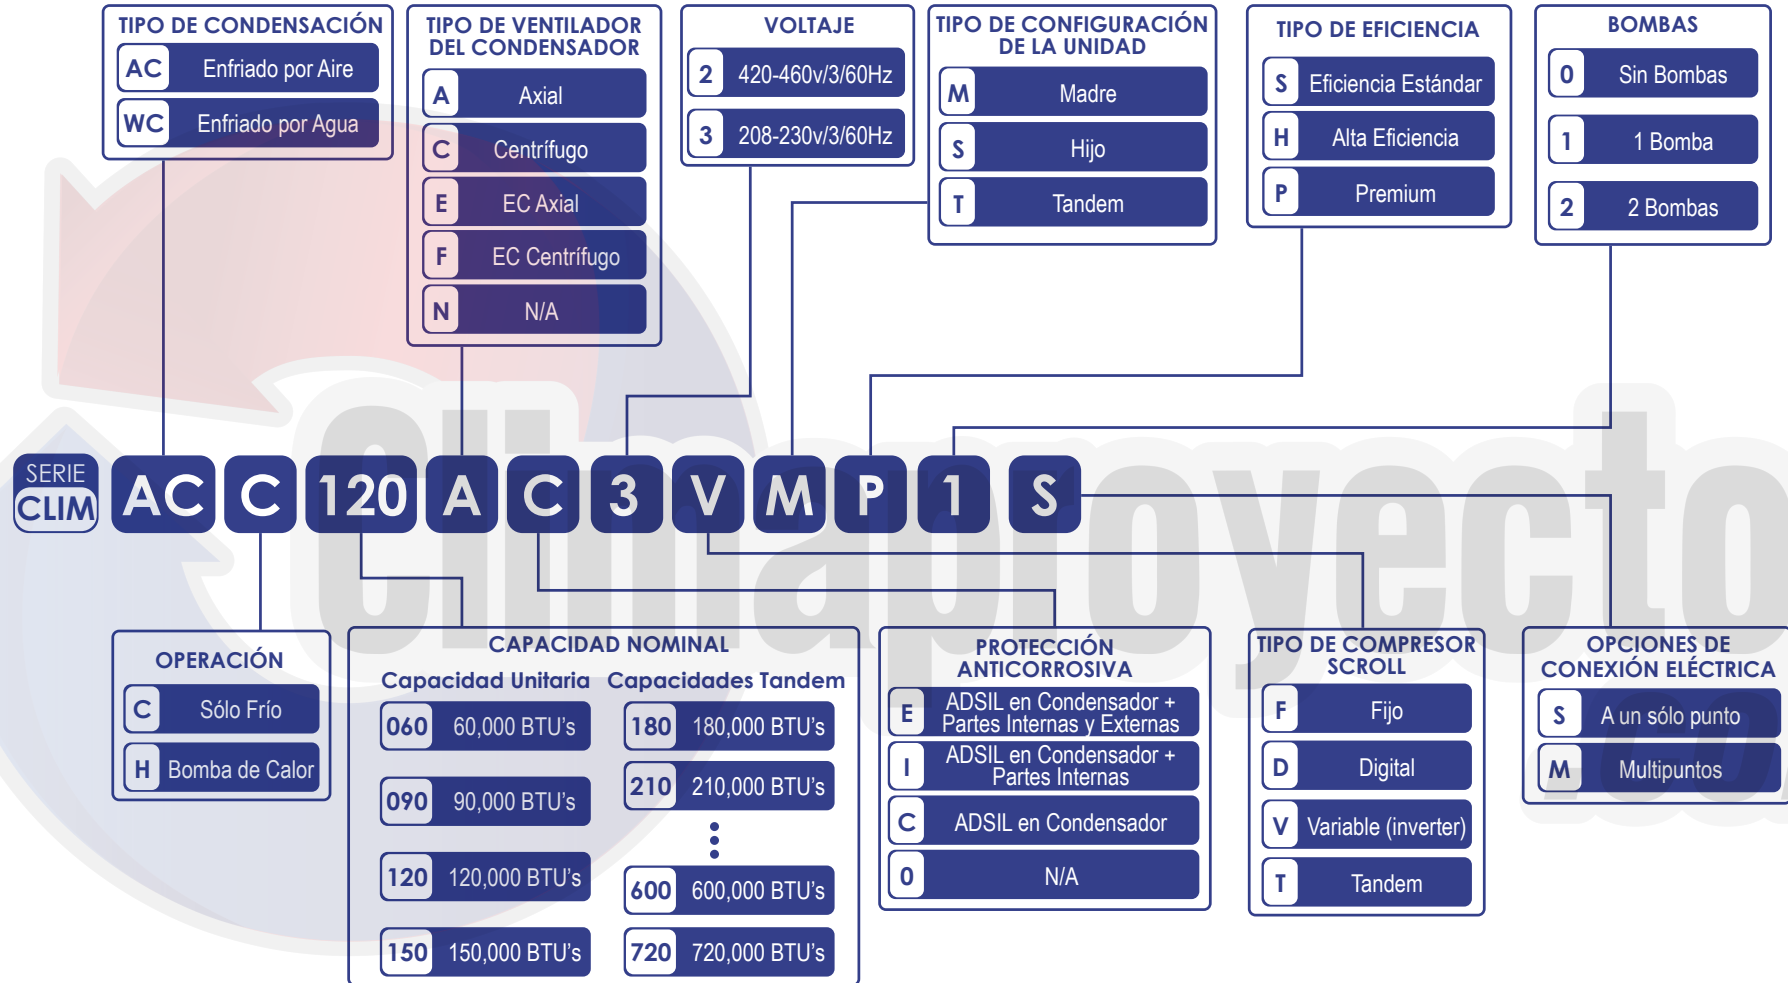 TIPO DE CONDENSACIÓN
AC Enfriado por Aire
WC Enfriado por Agua
TIPO DE VENTILADOR
DEL CONDENSADOR
A Axial
C Centrífugo
E EC Axial
F EC Centrífugo
N N/A
VOLTAJE
2 420-460v/3/60Hz
3 208-230v/3/60Hz
TIPO DE CONFIGURACIÓN
DE LA UNIDAD
M Madre
S Hijo
T Tandem
TIPO DE EFICIENCIA
S Eficiencia Estándar
H Alta Eficiencia
P Premium
BOMBAS
0 Sin Bombas
1 1 Bomba
2 2 Bombas
SERIE
CLIM AC C 120 A C 3 V M P 1 S
Climaproyecto
.co
OPERACIÓN
C Sólo Frío
H Bomba de Calor
CAPACIDAD NOMINAL
Capacidad Unitaria Capacidades Tandem
060 60,000 BTU's 180 180,000 BTU's
090 90,000 BTU's 210 210,000 BTU's
120 120,000 BTU's 600 600,000 BTU's
150 150,000 BTU's 720 720,000 BTU's
PROTECCIÓN
ANTICORROSIVA
E ADSIL en Condensador +
Partes Internas y Externas
I ADSIL en Condensador +
Partes Internas
C ADSIL en Condensador
0 N/A
TIPO DE COMPRESOR
SCROLL
F Fijo
D Digital
V Variable (inverter)
T Tandem
OPCIONES DE
CONEXIÓN ELÉCTRICA
S A un sólo punto
M Multipuntos